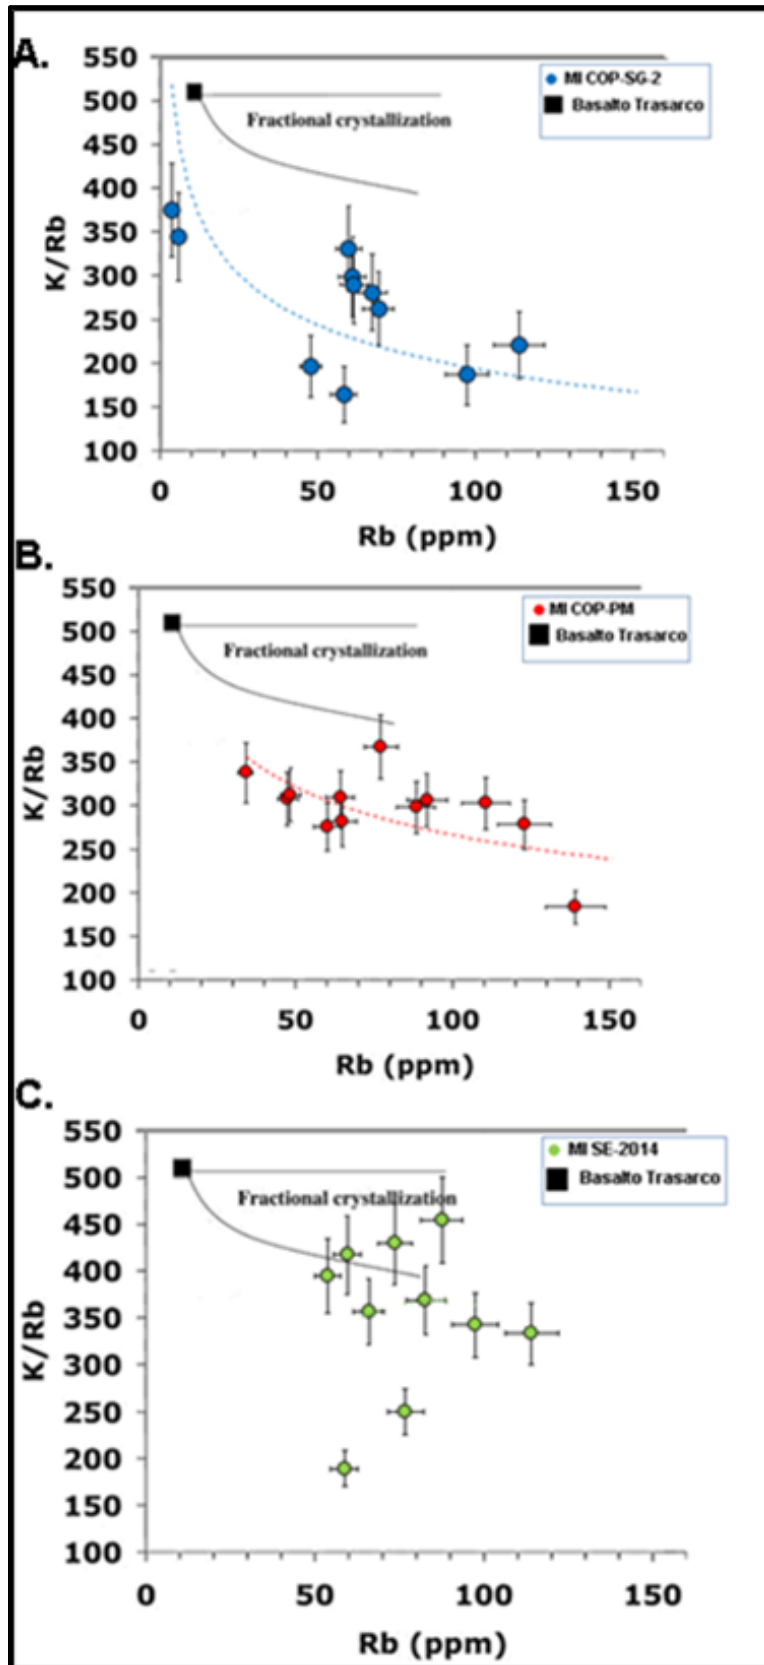 A.
550
500
450
400
350
300
250
200
150
100
K/Rb
MI COP-SG-2
Basalto Trasarco
Fractional crystallization
0 50 100 150
Rb (ppm)
B.
550
500
450
400
350
300
250
200
150
100
K/Rb
MI COP-PM
Basalto Trasarco
Fractional crystallization
0 50 100 150
Rb (ppm)
C.
550
500
450
400
350
300
250
200
150
100
K/Rb
MI SE-2014
Basalto Trasarco
Fractional crystallization
0 50 100 150
Rb (ppm)